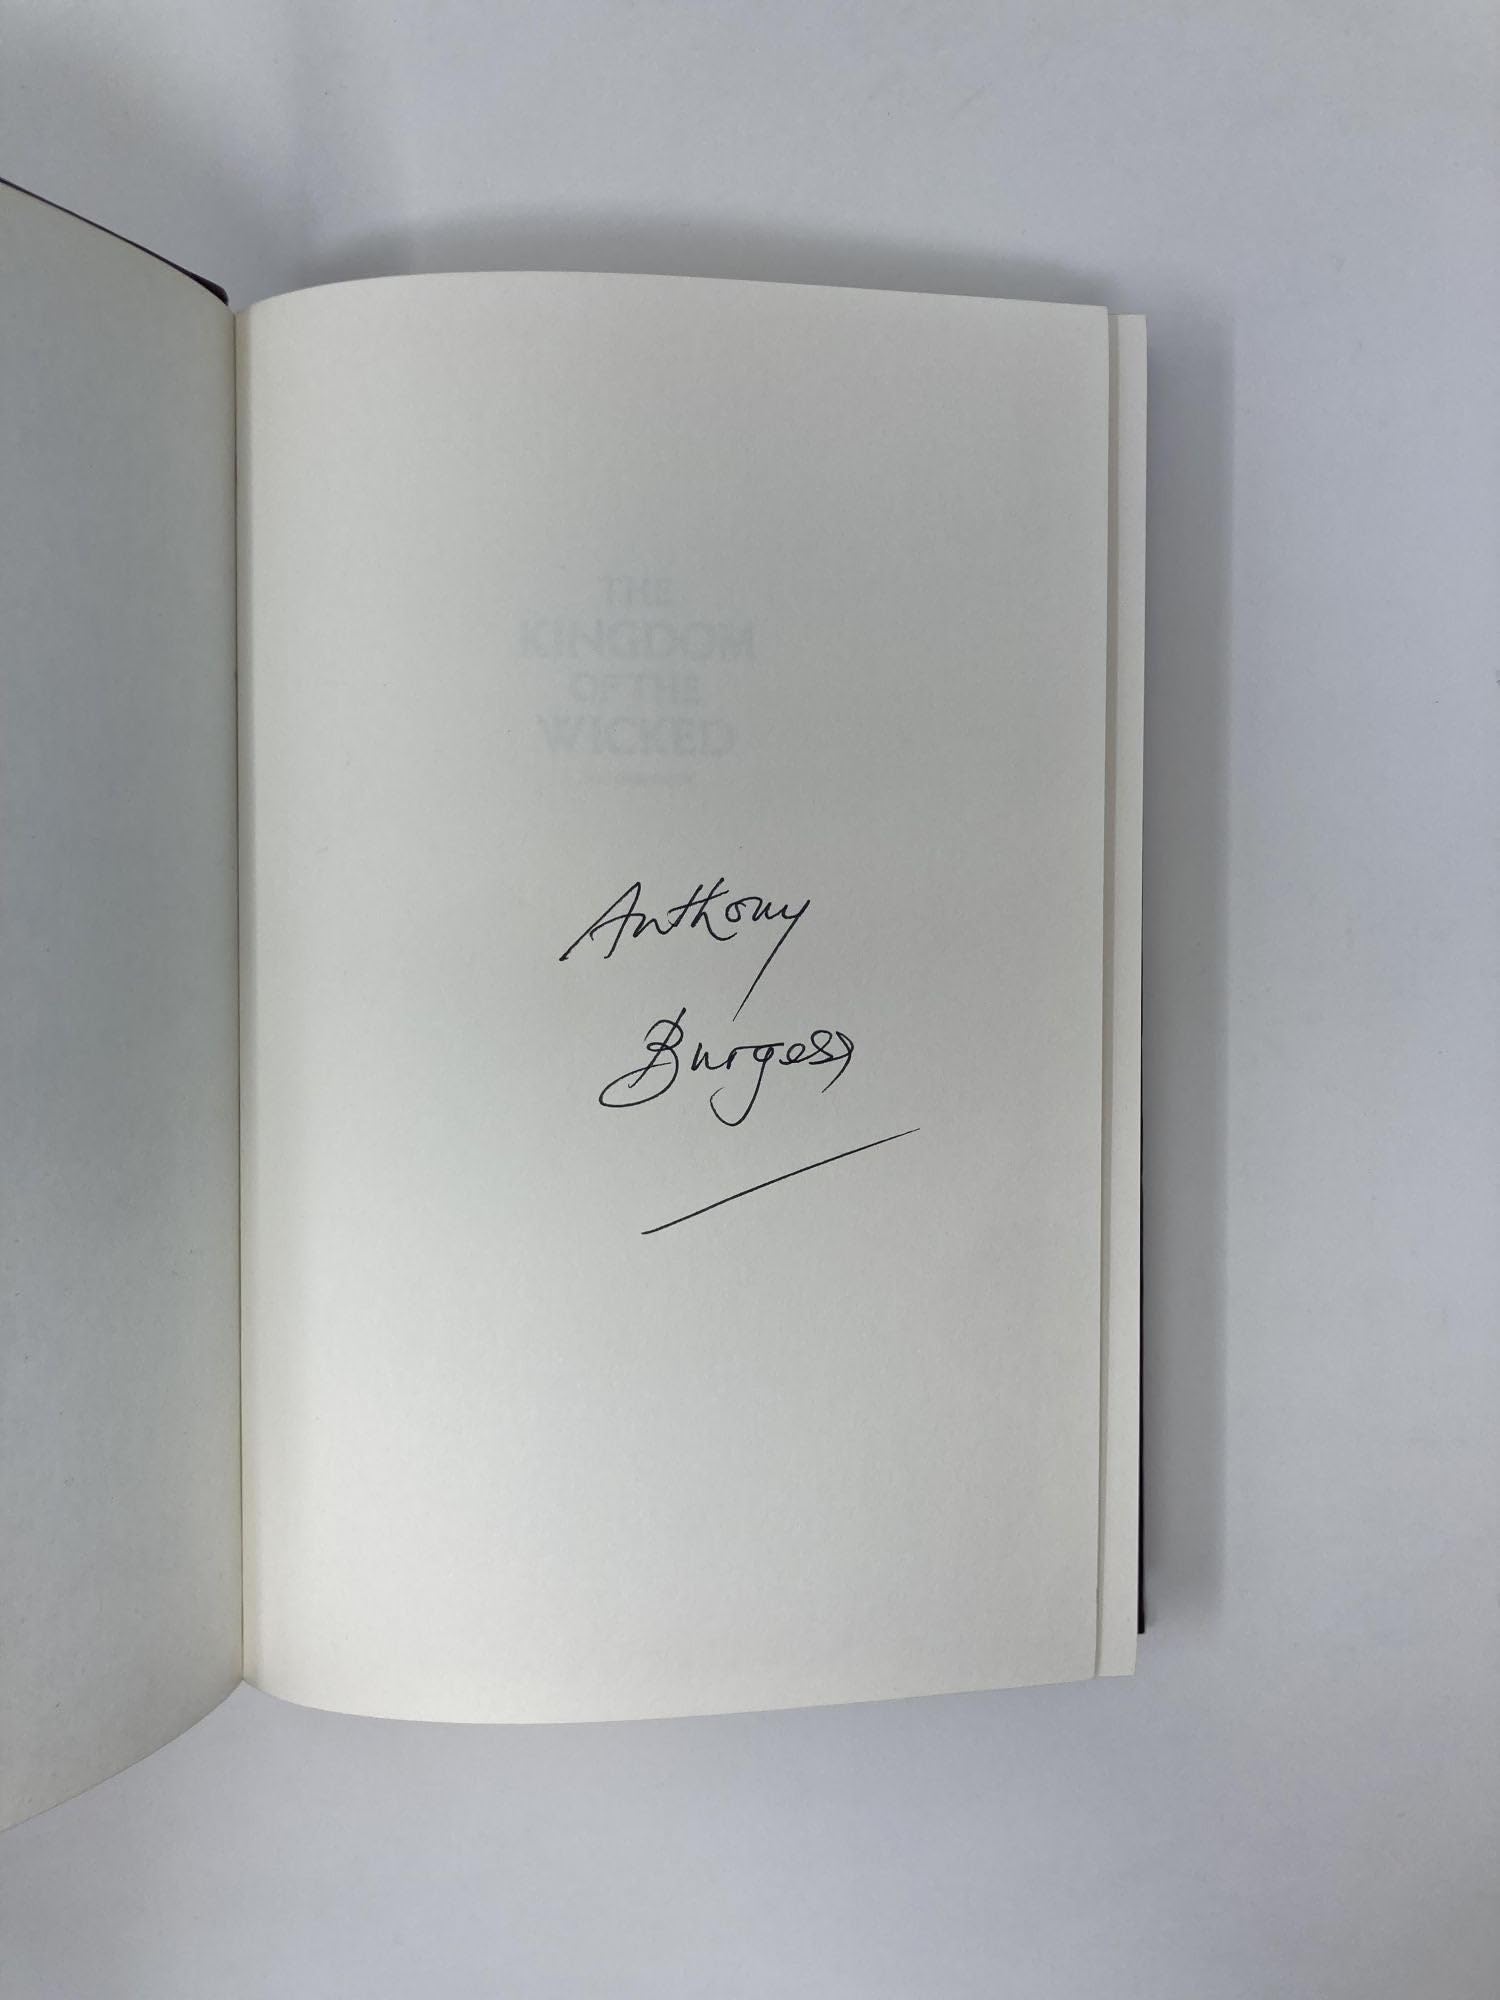 THE
KINGDOM
OF THE
WICKED
Anthony
Burgess